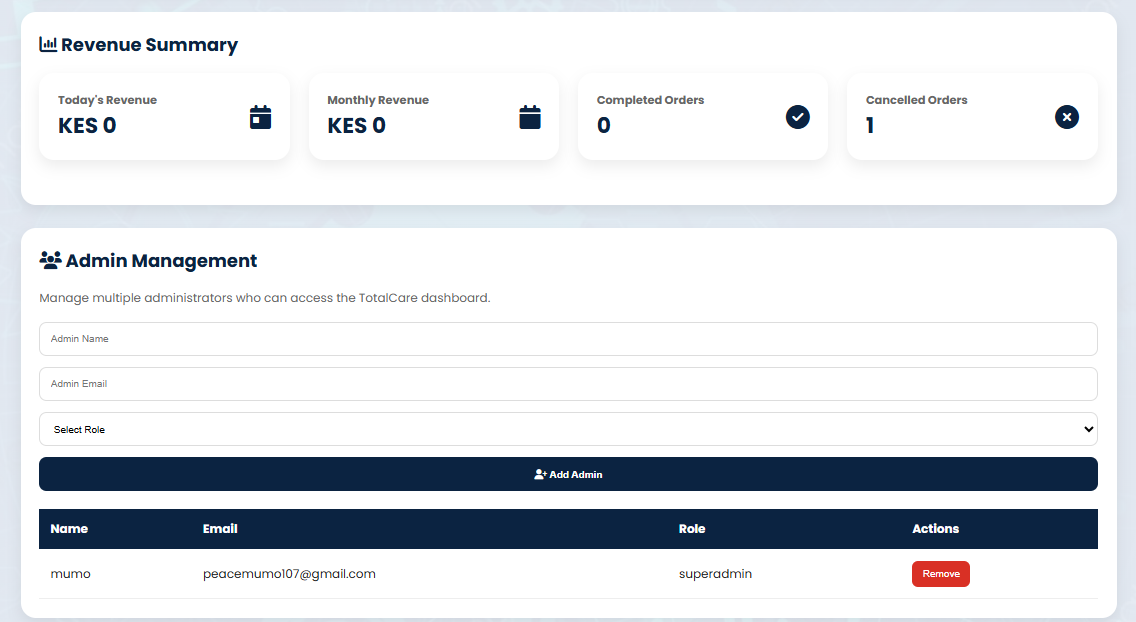 Revenue Summary
Today's Revenue
KES 0
Monthly Revenue
KES 0
Completed Orders
0
Cancelled Orders
1
Admin Management
Manage multiple administrators who can access the TotalCare dashboard.
Admin Name
Admin Email
Select Role
Add Admin
Name Email Role Actions
mumo peacemumo107@gmail.com superadmin Remove